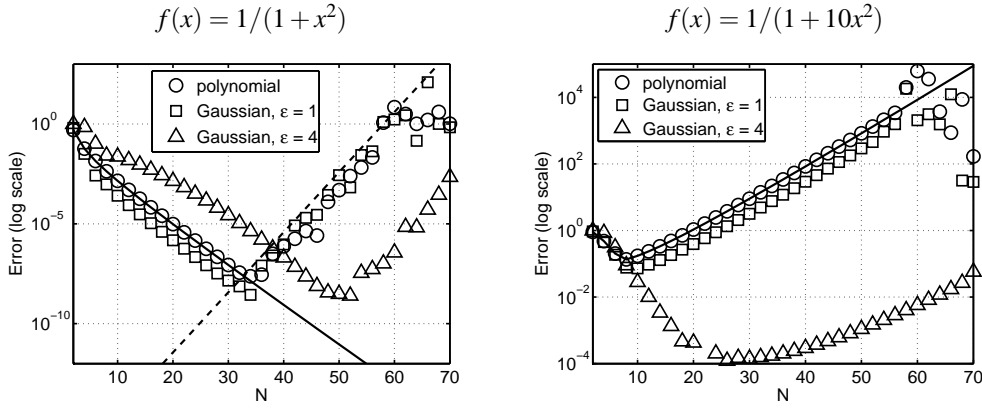 f(x) = 1/(1 + x²)
polynomial
Gaussian, ε = 1
Gaussian, ε = 4
Error (log scale)
10⁰
10⁻⁵
10⁻¹⁰
10 20 30 40 50 60 70
N
f(x) = 1/(1 + 10x²)
polynomial
Gaussian, ε = 1
Gaussian, ε = 4
Error (log scale)
10⁴
10²
10⁰
10⁻²
10⁻⁴
10 20 30 40 50 60 70
N